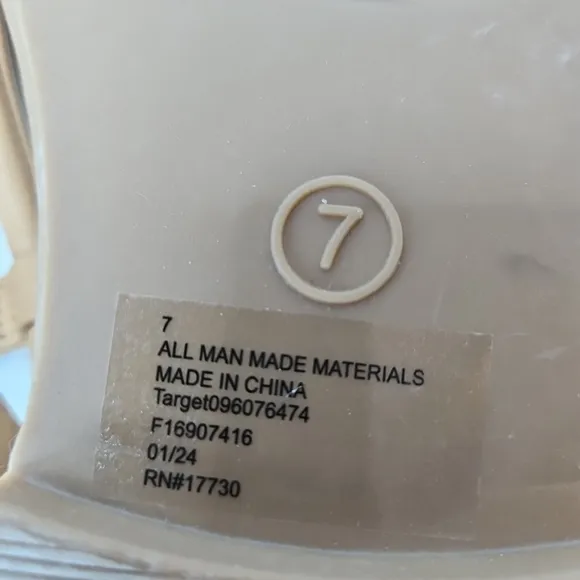 7
7
ALL MAN MADE MATERIALS
MADE IN CHINA
Target096076474
F16907416
01/24
RN#17730